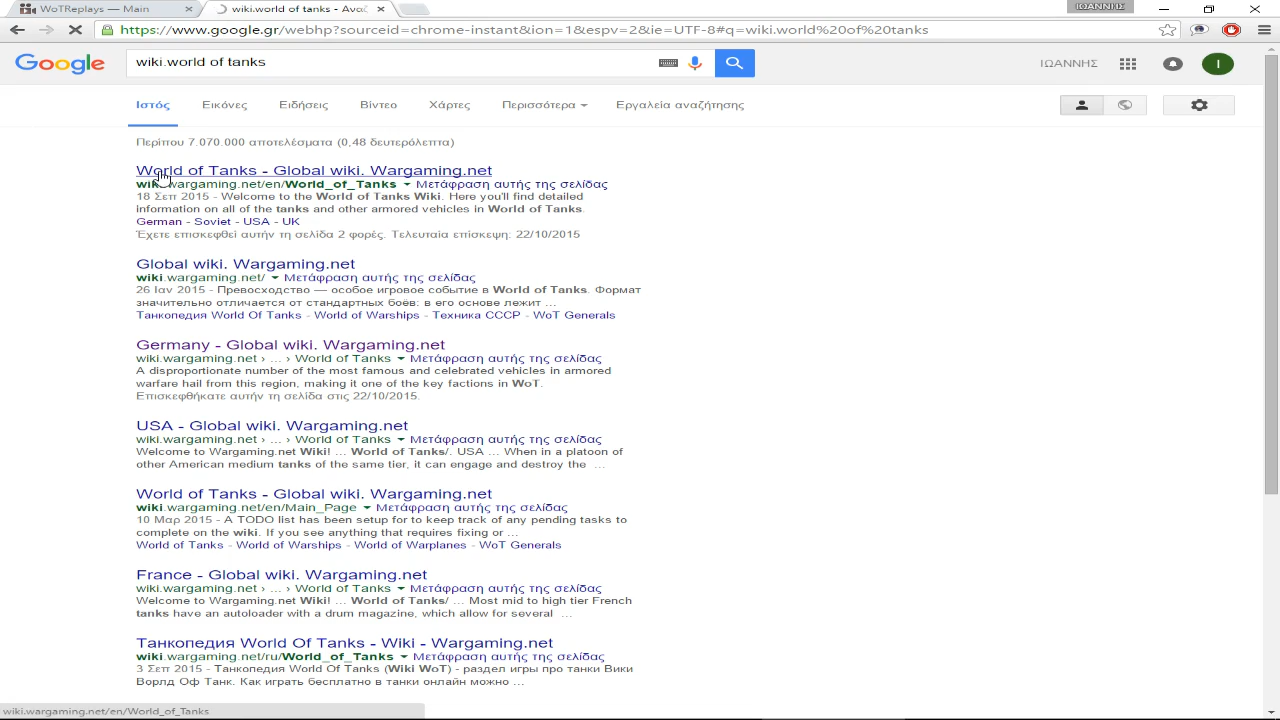 WoTReplays — Main
wiki.world of tanks - Αναζ
ΙΩΑΝΝΗΣ
https://www.google.gr/webhp?sourceid=chrome-instant&ion=1&espv=2&ie=UTF-8#q=wiki.world%20of%20tanks
Google
wiki.world of tanks
ΙΩΑΝΝΗΣ
Ι
Ιστός Εικόνες Ειδήσεις Βίντεο Χάρτες Περισσότερα Εργαλεία αναζήτησης
Περίπου 7.070.000 αποτελέσματα (0,48 δευτερόλεπτα)
World of Tanks - Global wiki. Wargaming.net
wiki.wargaming.net/en/World_of_Tanks Μετάφραση αυτής της σελίδας
18 Σεπ 2015 - Welcome to the World of Tanks Wiki. Here you'll find detailed
information on all of the tanks and other armored vehicles in World of Tanks.
German - Soviet - USA - UK
Έχετε επισκεφθεί αυτήν τη σελίδα 2 φορές. Τελευταία επίσκεψη: 22/10/2015
Global wiki. Wargaming.net
wiki.wargaming.net/ Μετάφραση αυτής της σελίδας
26 Ιαν 2015 - Превосходство — особое игровое событие в World of Tanks. Формат
значительно отличается от стандартных боёв: в его основе лежит ...
Танкопедия World Of Tanks - World of Warships - Техника СССР - WoT Generals
Germany - Global wiki. Wargaming.net
wiki.wargaming.net › ... › World of Tanks Μετάφραση αυτής της σελίδας
A disproportionate number of the most famous and celebrated vehicles in armored
warfare hail from this region, making it one of the key factions in WoT.
Επισκεφθήκατε αυτήν τη σελίδα στις 22/10/2015.
USA - Global wiki. Wargaming.net
wiki.wargaming.net › ... › World of Tanks Μετάφραση αυτής της σελίδας
Welcome to Wargaming.net Wiki! ... World of Tanks/. USA ... When in a platoon of
other American medium tanks of the same tier, it can engage and destroy the ...
World of Tanks - Global wiki. Wargaming.net
wiki.wargaming.net/en/Main_Page Μετάφραση αυτής της σελίδας
10 Μαρ 2015 - A TODO list has been setup for to keep track of any pending tasks to
complete on the wiki. If you see anything that requires fixing or ...
World of Tanks - World of Warships - World of Warplanes - WoT Generals
France - Global wiki. Wargaming.net
wiki.wargaming.net › ... › World of Tanks Μετάφραση αυτής της σελίδας
Welcome to Wargaming.net Wiki! ... World of Tanks/ ... Most mid to high tier French
tanks have an autoloader with a drum magazine, which allow for several ...
Танкопедия World Of Tanks - Wiki - Wargaming.net
wiki.wargaming.net/ru/World_of_Tanks Μετάφραση αυτής της σελίδας
3 Σεπ 2015 - Танкопедия World Of Tanks (Wiki WoT) - раздел игры про танки Вики
Ворлд Оф Танк. Как играть бесплатно в танки онлайн можно ...
wiki.wargaming.net/en/World_of_Tanks